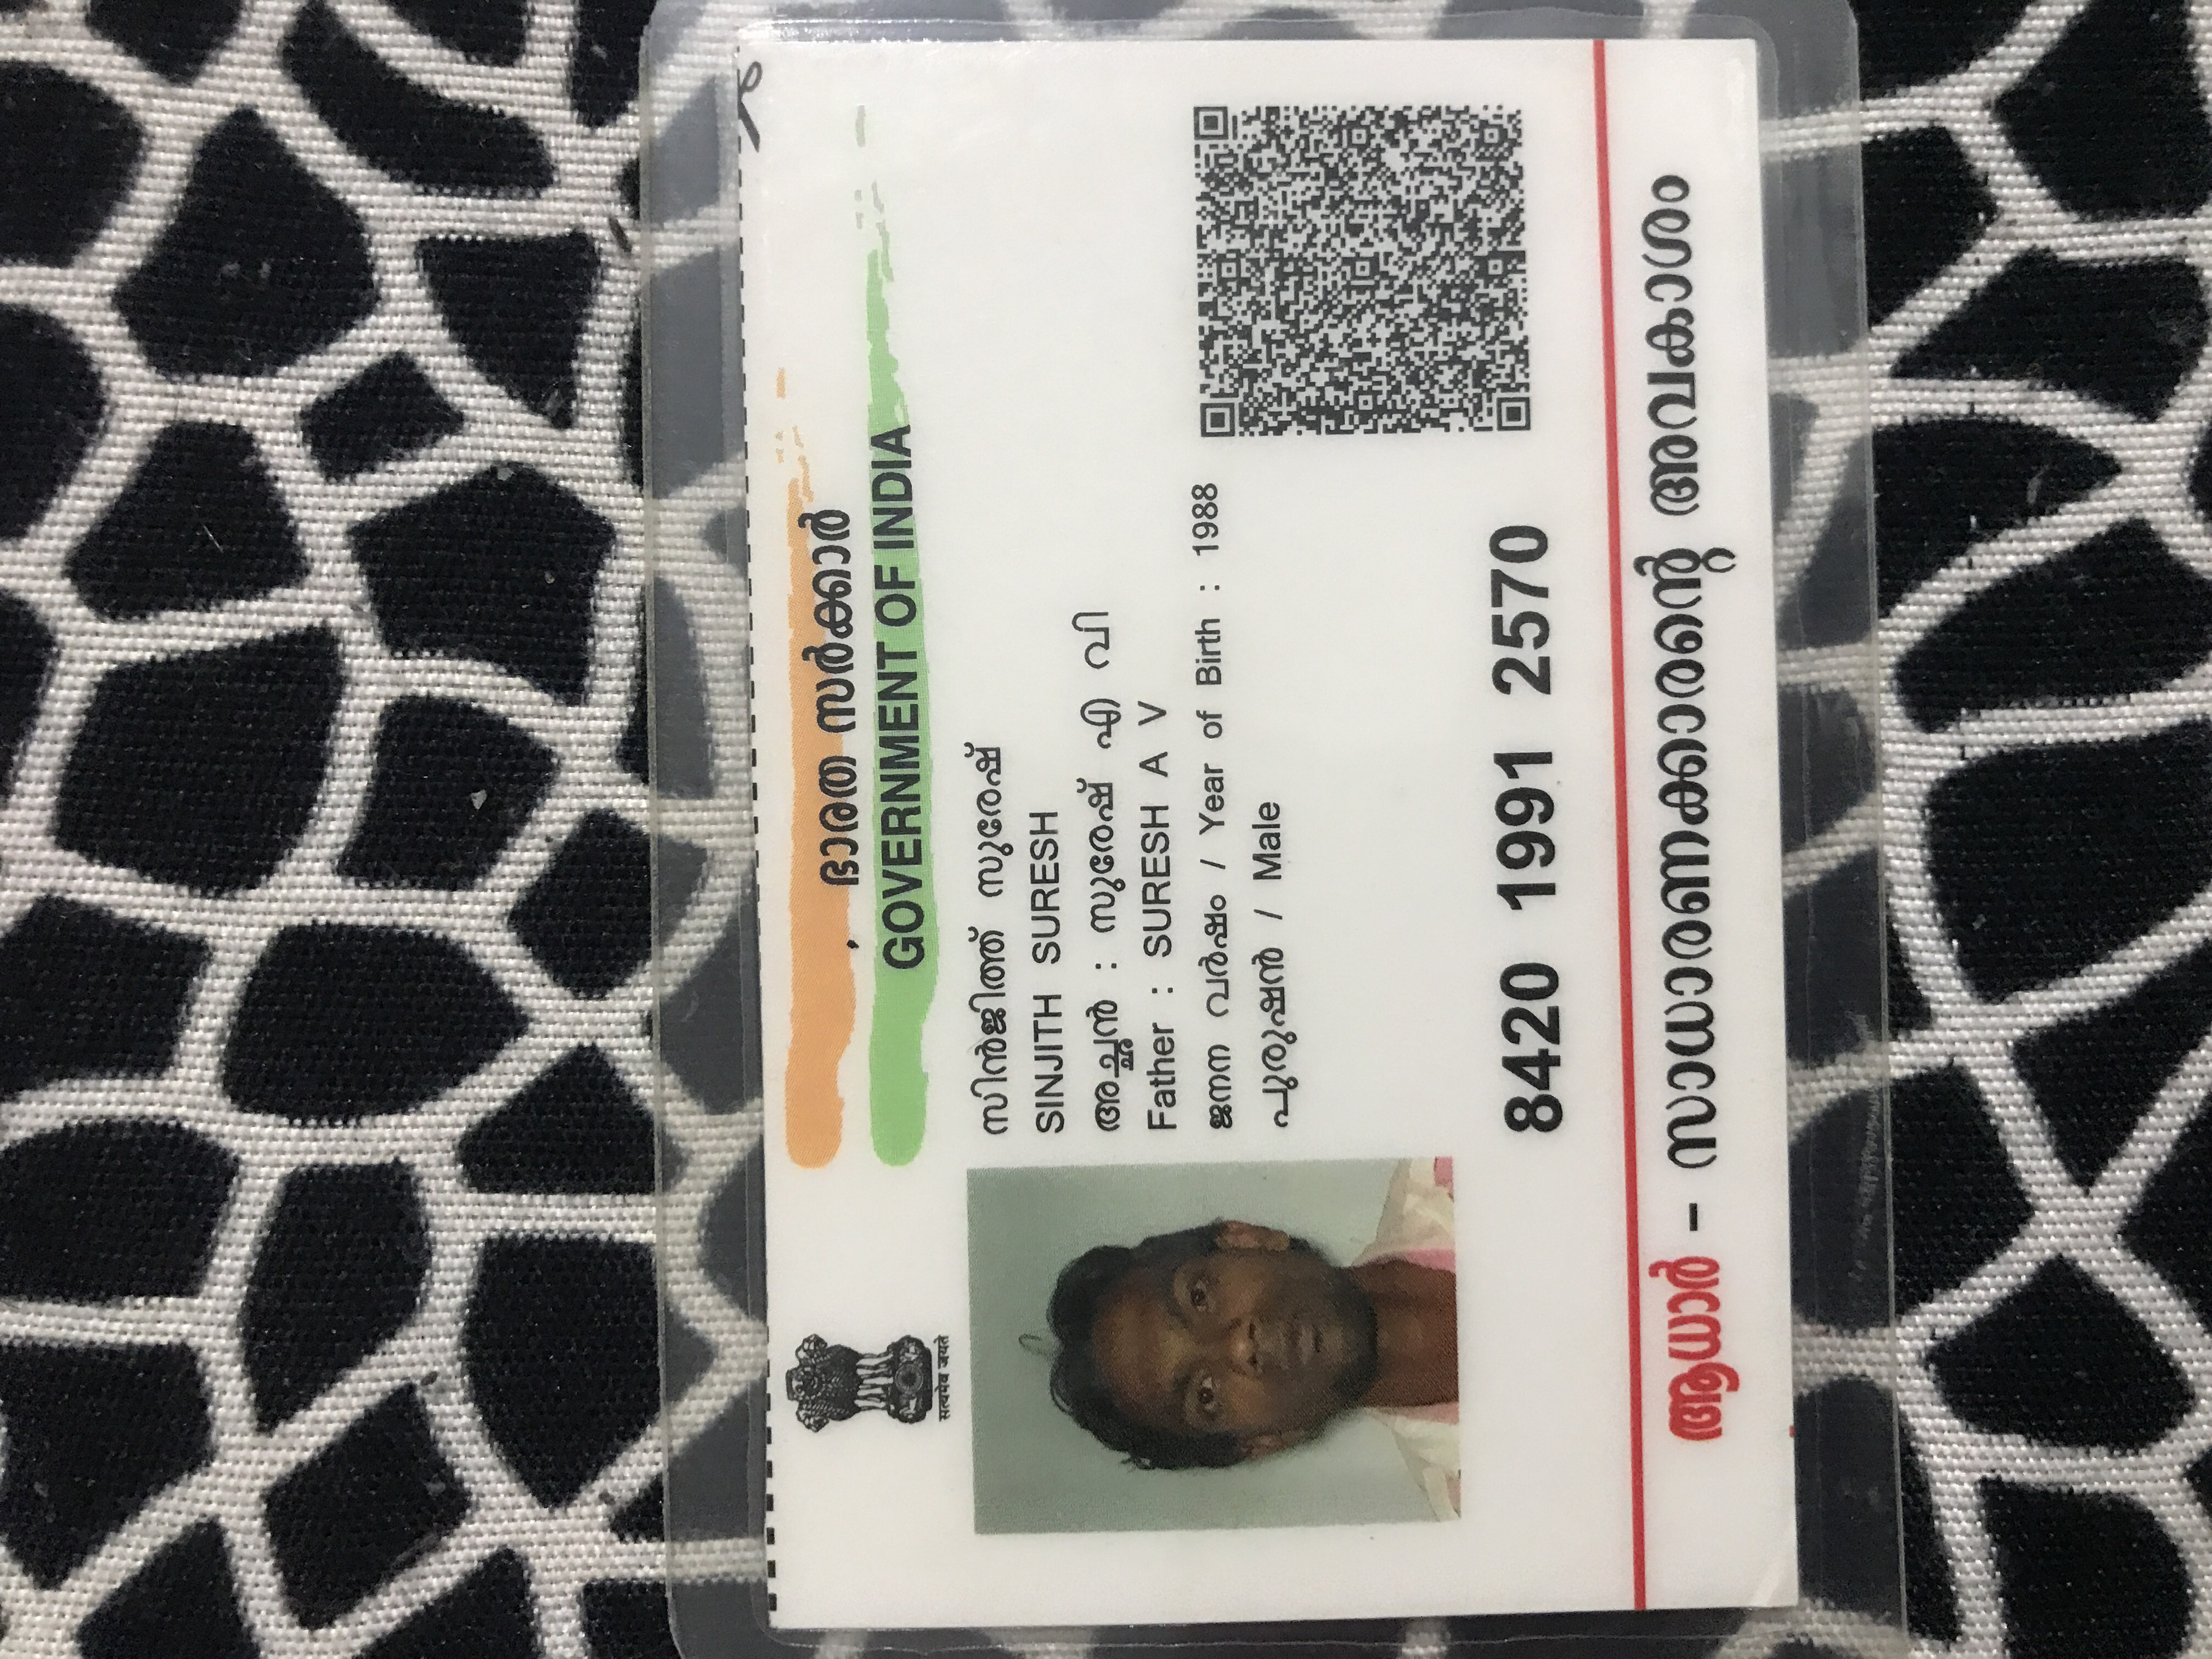 ഭാരത സർക്കാർ
GOVERNMENT OF INDIA
सत्यमेव जयते
സിൻജിത്ത് സുരേഷ്
SINJITH SURESH
അച്ഛൻ : സുരേഷ് എ വി
Father : SURESH A V
ജനന വർഷം / Year of Birth : 1988
പുരുഷൻ / Male
8420 1991 2570
ആധാർ – സാധാരണക്കാരന്റെ അവകാശം